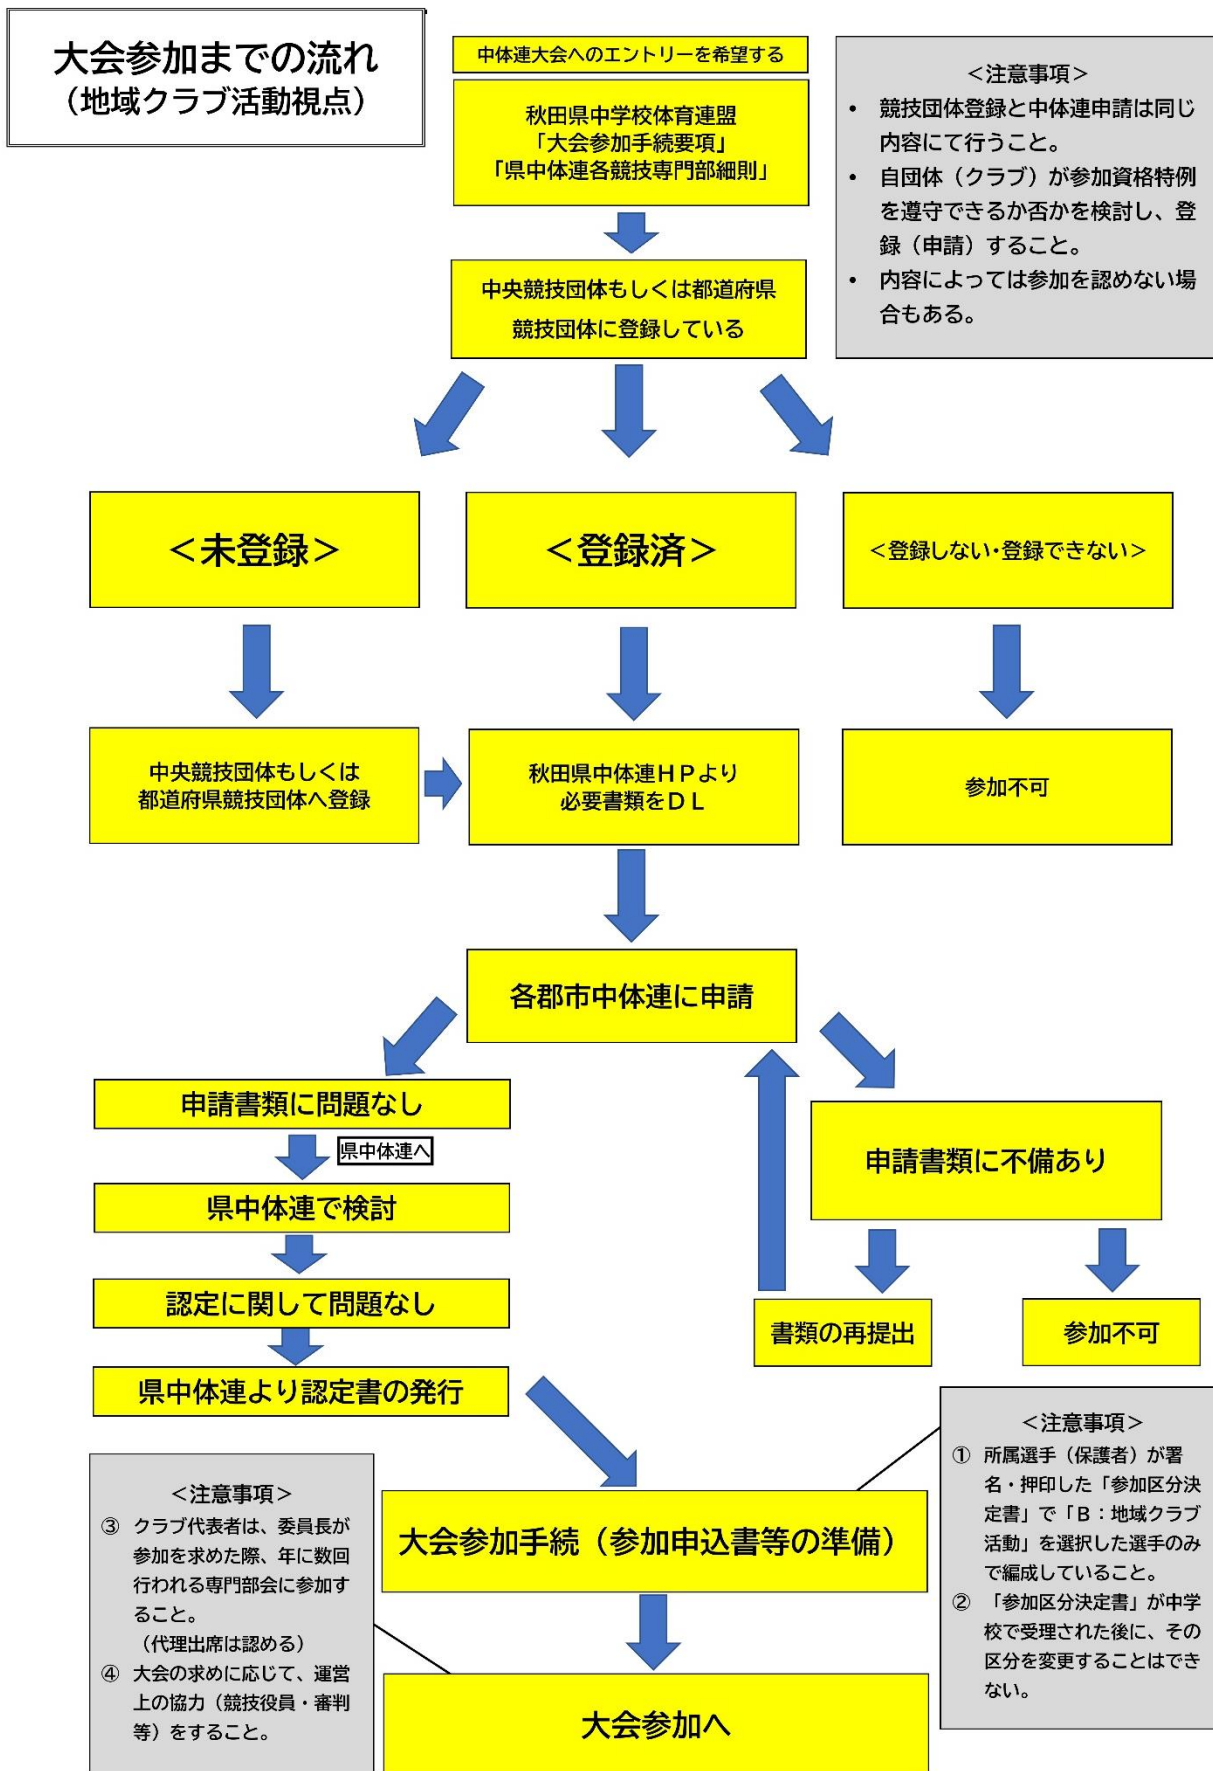 大会参加までの流れ
（地域クラブ活動視点）
中体連大会へのエントリーを希望する
秋田県中学校体育連盟
「大会参加手続要項」
「県中体連各競技専門部細則」
＜注意事項＞
• 競技団体登録と中体連申請は同じ
内容にて行うこと。
• 自団体（クラブ）が参加資格特例
を遵守できるか否かを検討し、登
録（申請）すること。
• 内容によっては参加を認めない場
合もある。
中央競技団体もしくは都道府県
競技団体に登録している
＜未登録＞
＜登録済＞
＜登録しない・登録できない＞
中央競技団体もしくは
都道府県競技団体へ登録
秋田県中体連ＨＰより
必要書類をＤＬ
参加不可
各郡市中体連に申請
申請書類に問題なし
県中体連へ
県中体連で検討
認定に関して問題なし
県中体連より認定書の発行
申請書類に不備あり
書類の再提出
参加不可
＜注意事項＞
① 所属選手（保護者）が署
名・押印した「参加区分決
定書」で「Ｂ：地域クラブ
活動」を選択した選手のみ
で編成していること。
② 「参加区分決定書」が中学
校で受理された後に、その
区分を変更することはでき
ない。
大会参加手続（参加申込書等の準備）
＜注意事項＞
③ クラブ代表者は、委員長が
参加を求めた際、年に数回
行われる専門部会に参加す
ること。
（代理出席は認める）
④ 大会の求めに応じて、運営
上の協力（競技役員・審判
等）をすること。
大会参加へ